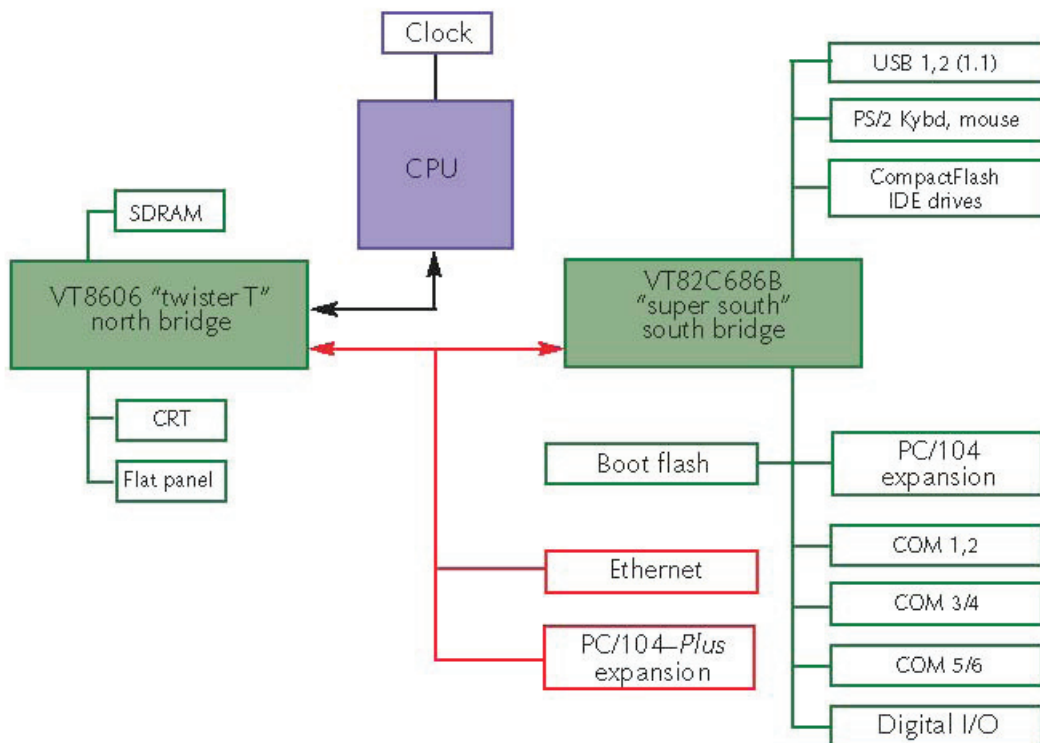 Clock
CPU
SDRAM
VT8606 "twister T"
north bridge
CRT
Flat panel
USB 1,2 (1.1)
PS/2 Kybd, mouse
CompactFlash
IDE drives
VT82C686B
"super south"
south bridge
Boot flash
PC/104
expansion
COM 1,2
COM 3/4
COM 5/6
Digital I/O
Ethernet
PC/104–Plus
expansion